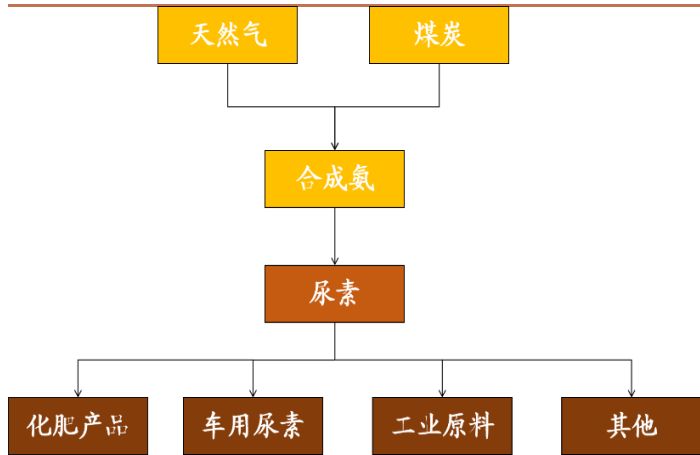 天然气
煤炭
合成氨
尿素
化肥产品
车用尿素
工业原料
其他